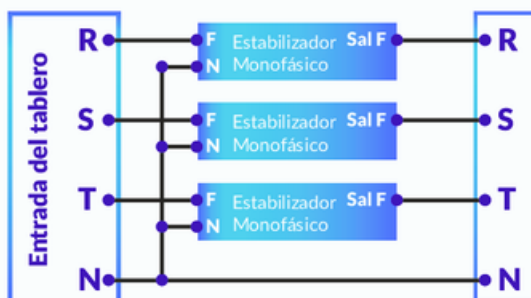 Entrada del tablero
R
F Estabilizador Sal F
N Monofásico
R
S
F Estabilizador Sal F
N Monofásico
S
T
F Estabilizador Sal F
N Monofásico
T
N
N